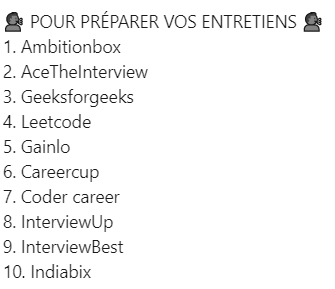 🗣 POUR PRÉPARER VOS ENTRETIENS 🗣
1. Ambitionbox
2. AceTheInterview
3. Geeksforgeeks
4. Leetcode
5. Gainlo
6. Careercup
7. Coder career
8. InterviewUp
9. InterviewBest
10. Indiabix